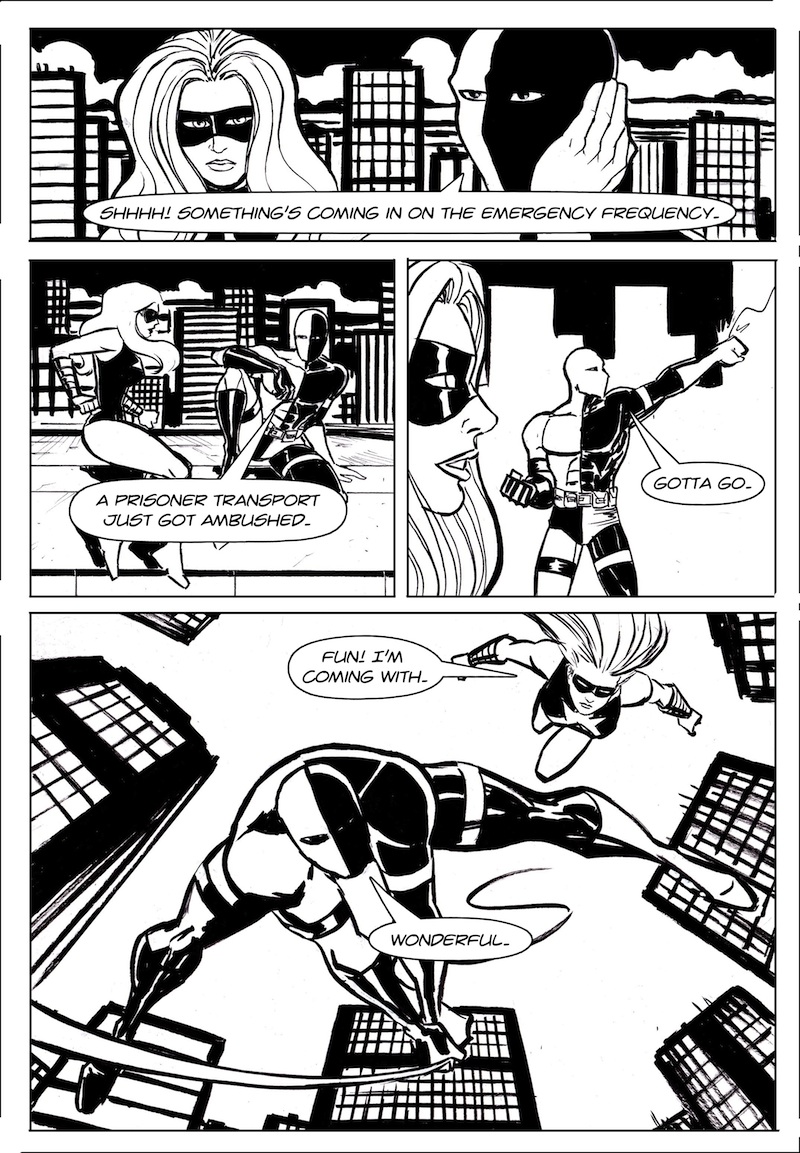 SHHHH! SOMETHING'S COMING IN ON THE EMERGENCY FREQUENCY...
A PRISONER TRANSPORT
JUST GOT AMBUSHED...
GOTTA GO...
FUN! I'M
COMING WITH...
WONDERFUL...